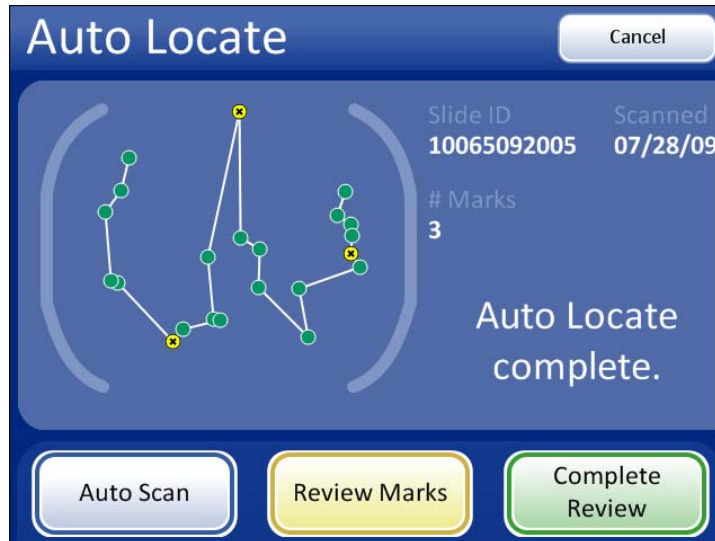 Auto Locate
Cancel
Slide ID
Scanned
10065092005
07/28/09
# Marks
3
Auto Locate
complete.
Auto Scan
Review Marks
Complete
Review